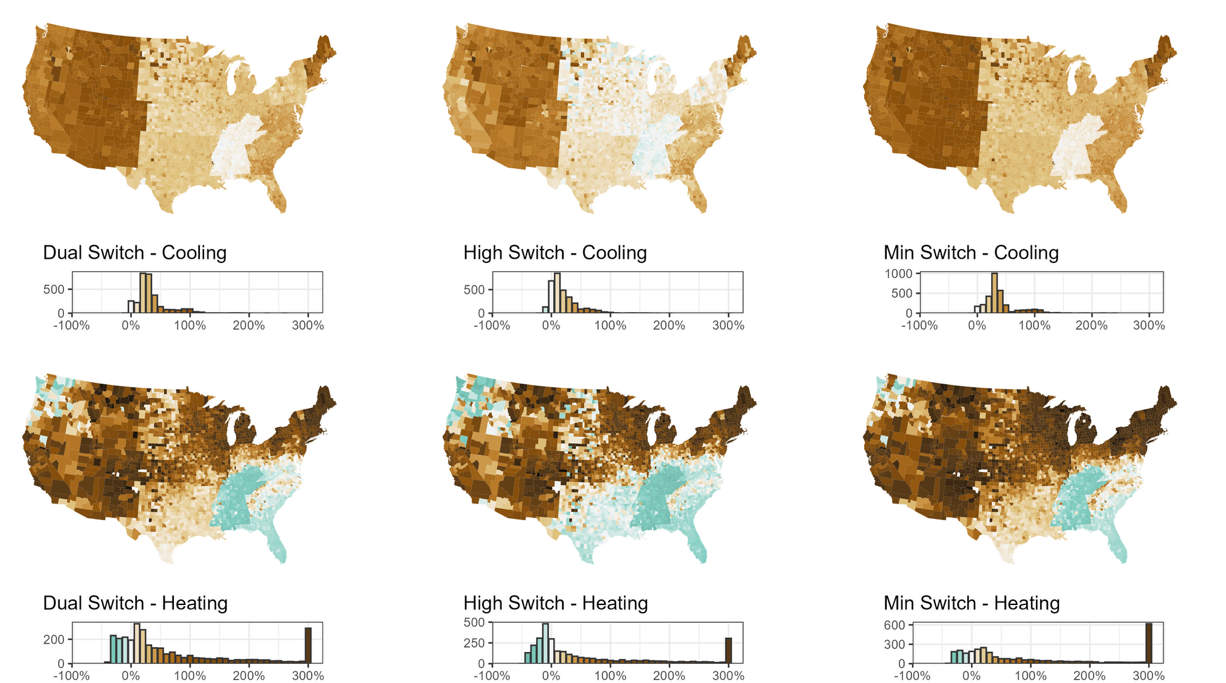 Dual Switch - Cooling
High Switch - Cooling
Min Switch - Cooling
500
0
-100% 0% 100% 200% 300%
500
0
-100% 0% 100% 200% 300%
1000
500
0
-100% 0% 100% 200% 300%
Dual Switch - Heating
High Switch - Heating
Min Switch - Heating
200
0
-100% 0% 100% 200% 300%
500
250
0
-100% 0% 100% 200% 300%
600
300
0
-100% 0% 100% 200% 300%